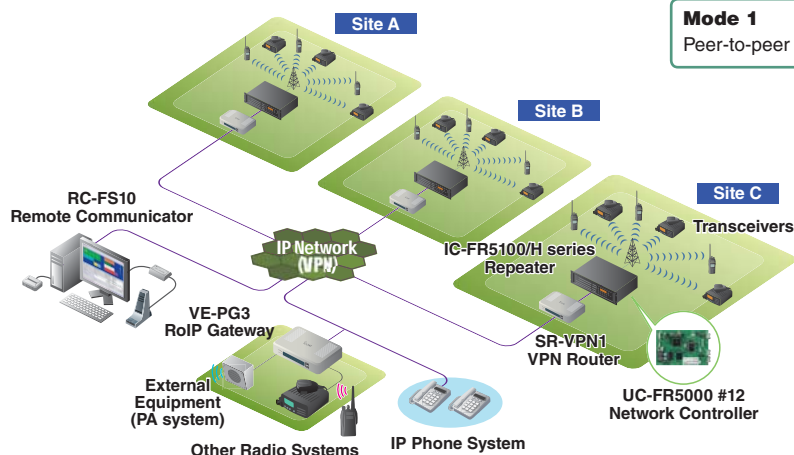 Site A
Mode 1
Peer-to-peer
Site B
Site C
RC-FS10
Remote Communicator
Transceivers
IP Network
(VPN)
IC-FR5100/H series
Repeater
VE-PG3
RoIP Gateway
SR-VPN1
VPN Router
External
Equipment
(PA system)
UC-FR5000 #12
Network Controller
Other Radio Systems
IP Phone System